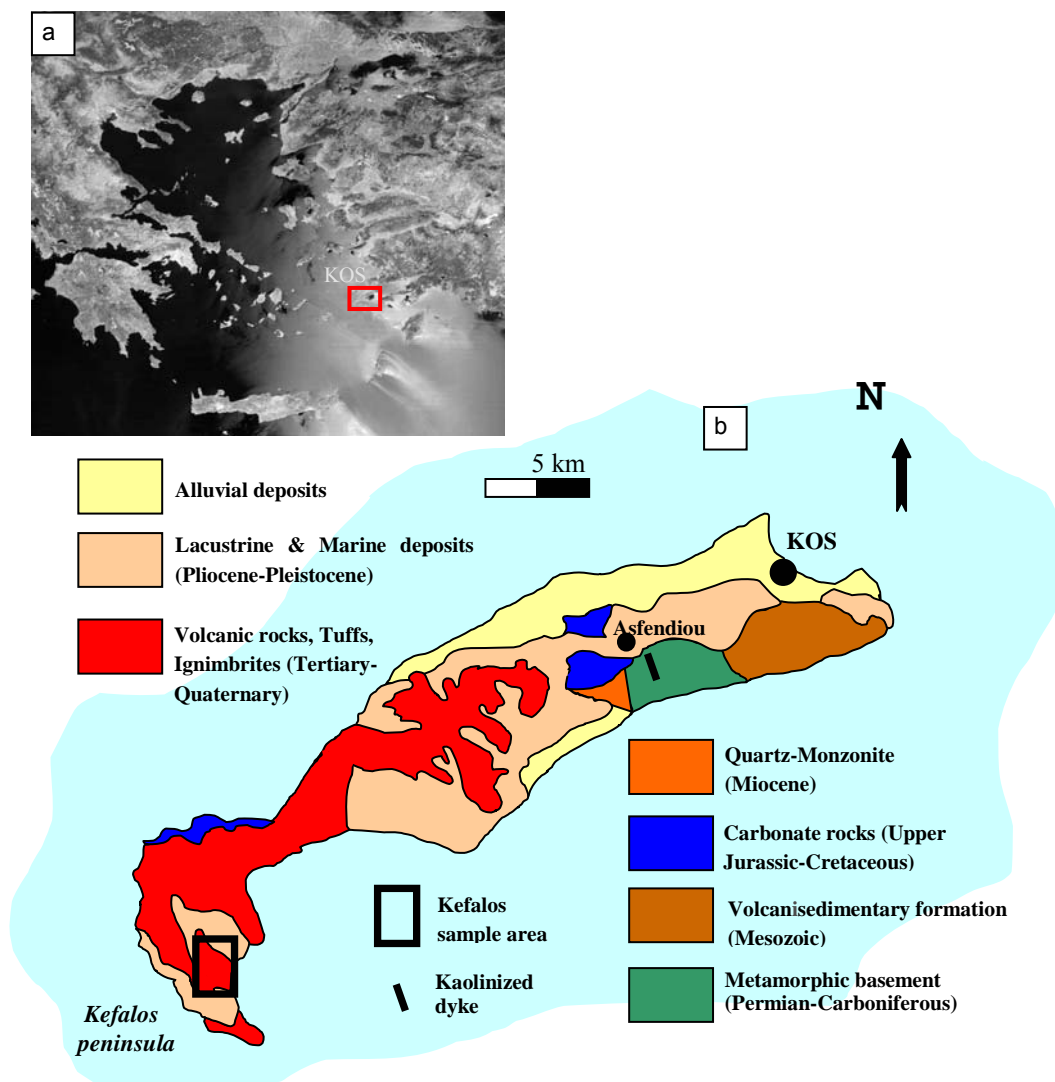 a
KOS
b
N
5 km
Alluvial deposits
Lacustrine & Marine deposits
(Pliocene-Pleistocene)
Volcanic rocks, Tuffs,
Ignimbrites (Tertiary-
Quaternary)
KOS
Asfendiou
Quartz-Monzonite
(Miocene)
Carbonate rocks (Upper
Jurassic-Cretaceous)
Volcanisedimentary formation
(Mesozoic)
Metamorphic basement
(Permian-Carboniferous)
Kefalos
sample area
Kaolinized
dyke
Kefalos
peninsula